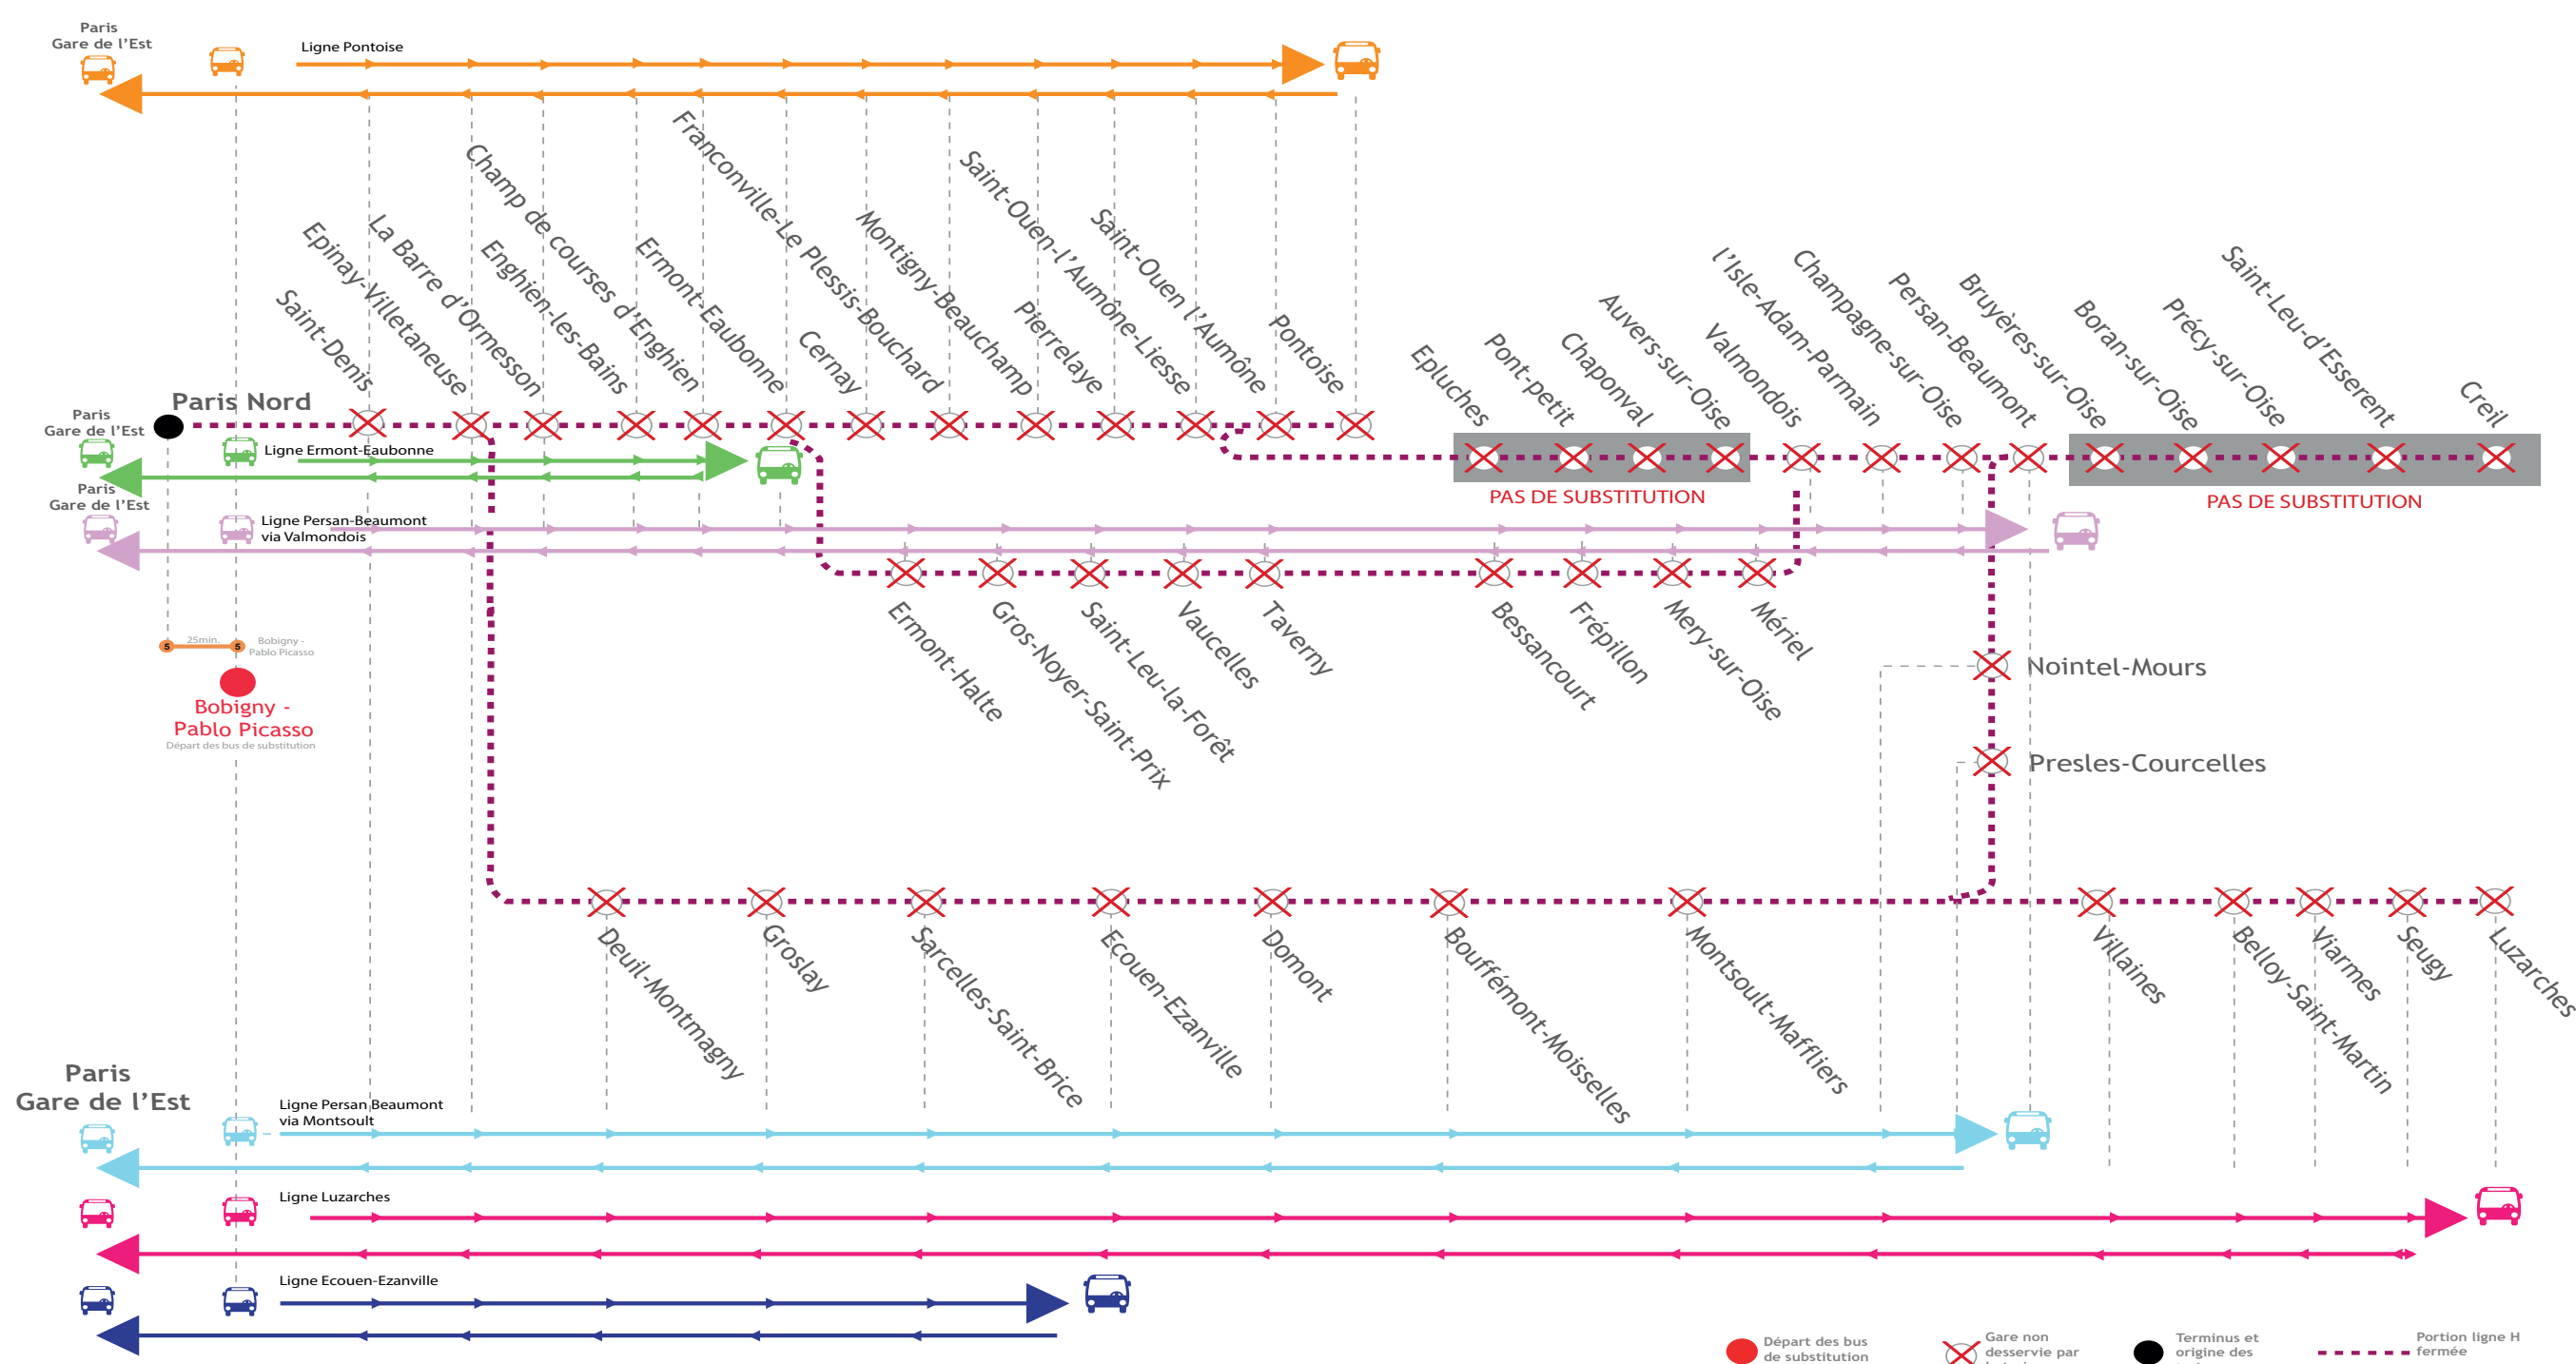 Paris
Gare de l'Est
Ligne Pontoise
Saint-Denis
Epinay-Villetaneuse
La Barre d'Ormesson
Enghien-les-Bains
Champ de courses d'Enghien
Ermont-Eaubonne
Cernay
Franconville-Le Plessis-Bouchard
Montigny-Beauchamp
Pierrelaye
Saint-Ouen-l'Aumône-Liesse
Saint-Ouen l'Aumône
Pontoise
Epluches
Pont-petit
Chaponval
Auvers-sur-Oise
Valmondois
l'Isle-Adam-Parmain
Champagne-sur-Oise
Persan-Beaumont
Bruyères-sur-Oise
Boran-sur-Oise
Précy-sur-Oise
Saint-Leu-d'Esserent
Creil
Paris Nord
Paris
Gare de l'Est
Ligne Ermont-Eaubonne
PAS DE SUBSTITUTION
PAS DE SUBSTITUTION
Paris
Gare de l'Est
Ligne Persan-Beaumont
via Valmondois
Ermont-Halte
Gros-Noyer-Saint-Prix
Saint-Leu-la-Forêt
Vaucelles
Taverny
Bessancourt
Frépillon
Mery-sur-Oise
Mériel
5
25min.
5
Bobigny -
Pablo Picasso
Bobigny -
Pablo Picasso
Départ des bus de substitution
Nointel-Mours
Presles-Courcelles
Deuil-Montmagny
Groslay
Sarcelles-Saint-Brice
Ecouen-Ezanville
Domont
Bouffémont-Moisselles
Montsoult-Maffliers
Villaines
Belloy-Saint-Martin
Viarmes
Seugy
Luzarches
Paris
Gare de l'Est
Ligne Persan Beaumont
via Montsoult
Ligne Luzarches
Ligne Ecouen-Ezanville
Départ des bus
de substitution
Gare non
desservie par
Terminus et
origine des
Portion ligne H
fermée